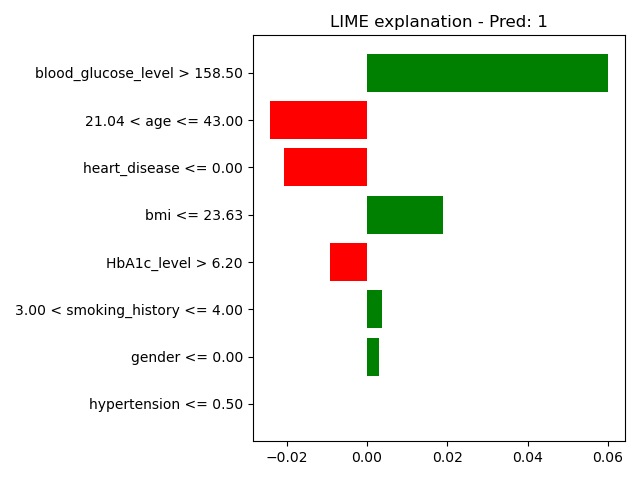 LIME explanation - Pred: 1
blood_glucose_level > 158.50
21.04 < age <= 43.00
heart_disease <= 0.00
bmi <= 23.63
HbA1c_level > 6.20
3.00 < smoking_history <= 4.00
gender <= 0.00
hypertension <= 0.50
−0.02 0.00 0.02 0.04 0.06